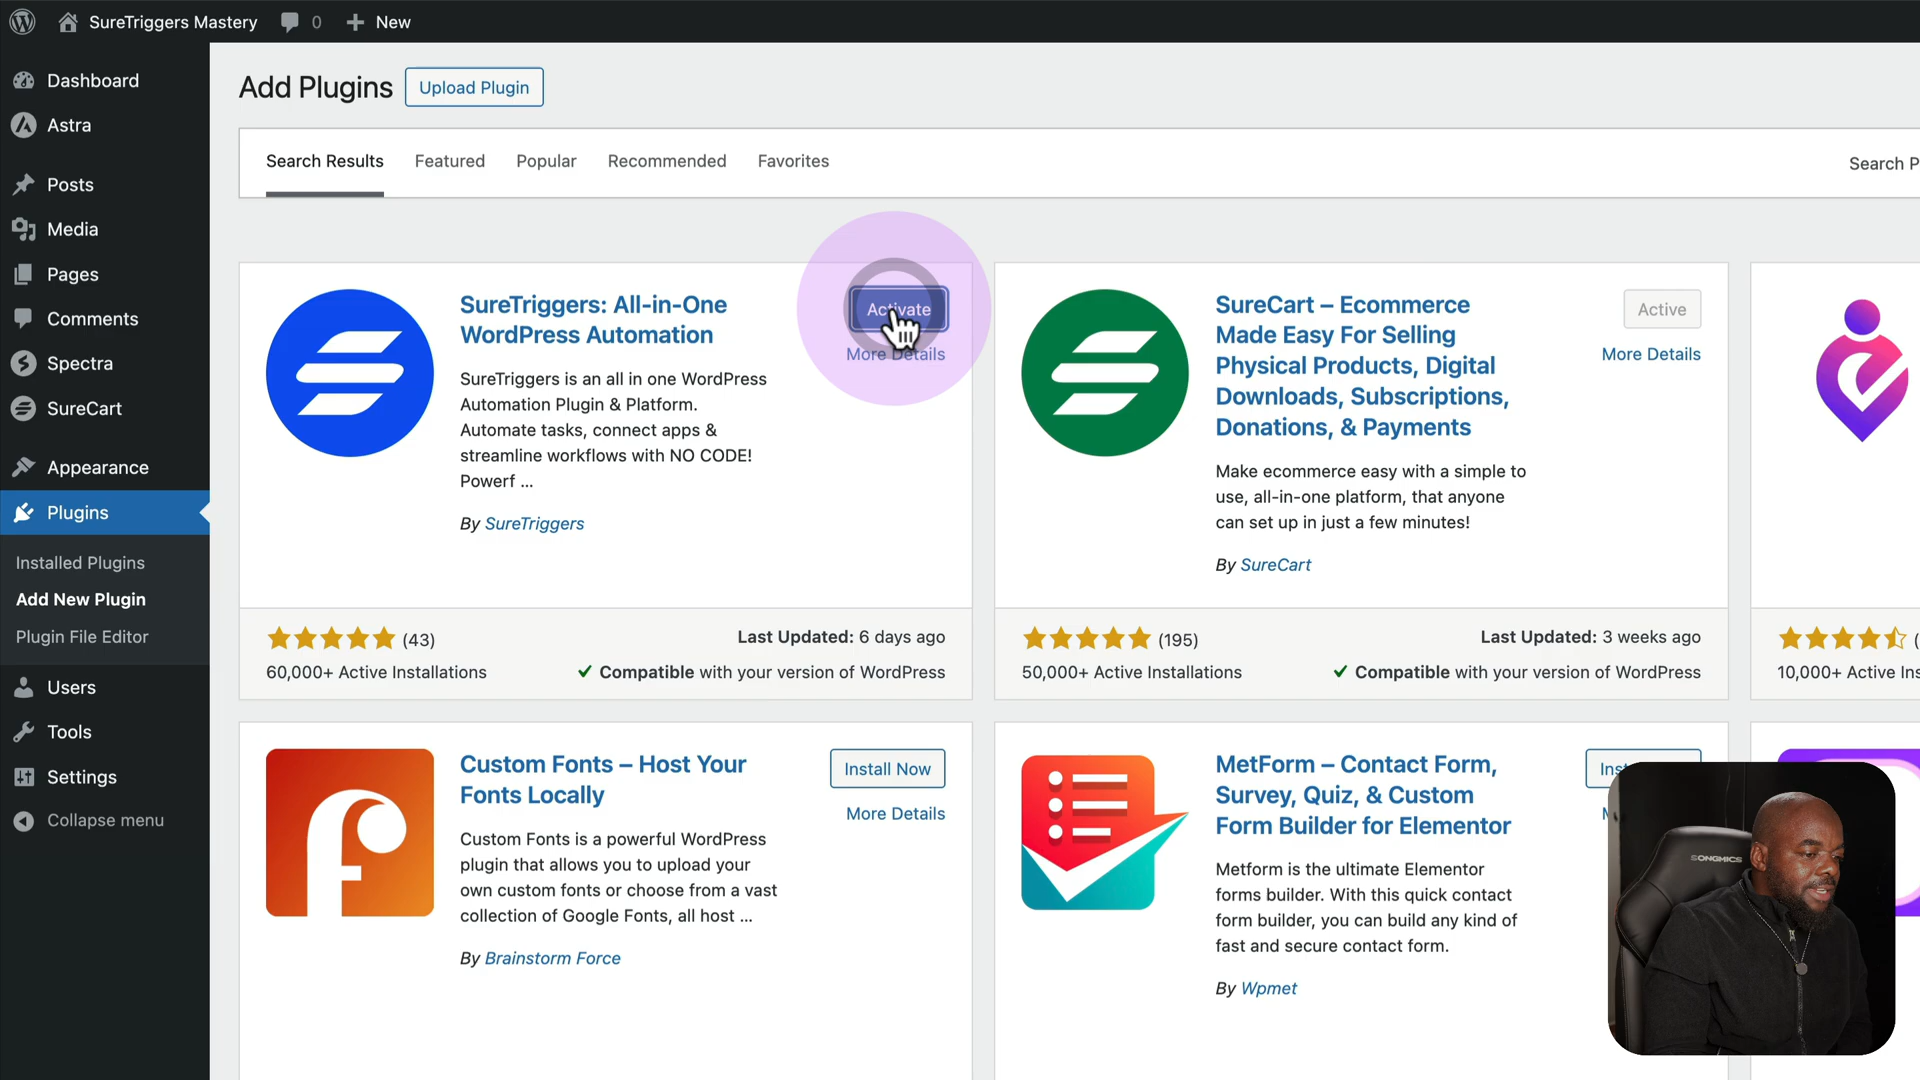 SureTriggers Mastery
0
New
Dashboard
Astra
Posts
Media
Pages
Comments
Spectra
SureCart
Appearance
Plugins
Installed Plugins
Add New Plugin
Plugin File Editor
Users
Tools
Settings
Collapse menu
Add Plugins
Upload Plugin
Search Results
Featured
Popular
Recommended
Favorites
Search P
SureTriggers: All-in-One
WordPress Automation
Activate
More Details
SureTriggers is an all in one WordPress
Automation Plugin & Platform.
Automate tasks, connect apps &
streamline workflows with NO CODE!
Powerf ...
By SureTriggers
(43)
Last Updated: 6 days ago
60,000+ Active Installations
Compatible with your version of WordPress
SureCart – Ecommerce
Made Easy For Selling
Physical Products, Digital
Downloads, Subscriptions,
Donations, & Payments
Active
More Details
Make ecommerce easy with a simple to
use, all-in-one platform, that anyone
can set up in just a few minutes!
By SureCart
(195)
Last Updated: 3 weeks ago
50,000+ Active Installations
Compatible with your version of WordPress
(
10,000+ Active Ins
Custom Fonts – Host Your
Fonts Locally
Install Now
More Details
Custom Fonts is a powerful WordPress
plugin that allows you to upload your
own custom fonts or choose from a vast
collection of Google Fonts, all host ...
By Brainstorm Force
MetForm – Contact Form,
Survey, Quiz, & Custom
Form Builder for Elementor
Metform is the ultimate Elementor
forms builder. With this quick contact
form builder, you can build any kind of
fast and secure contact form.
By Wpmet
SONGMICS